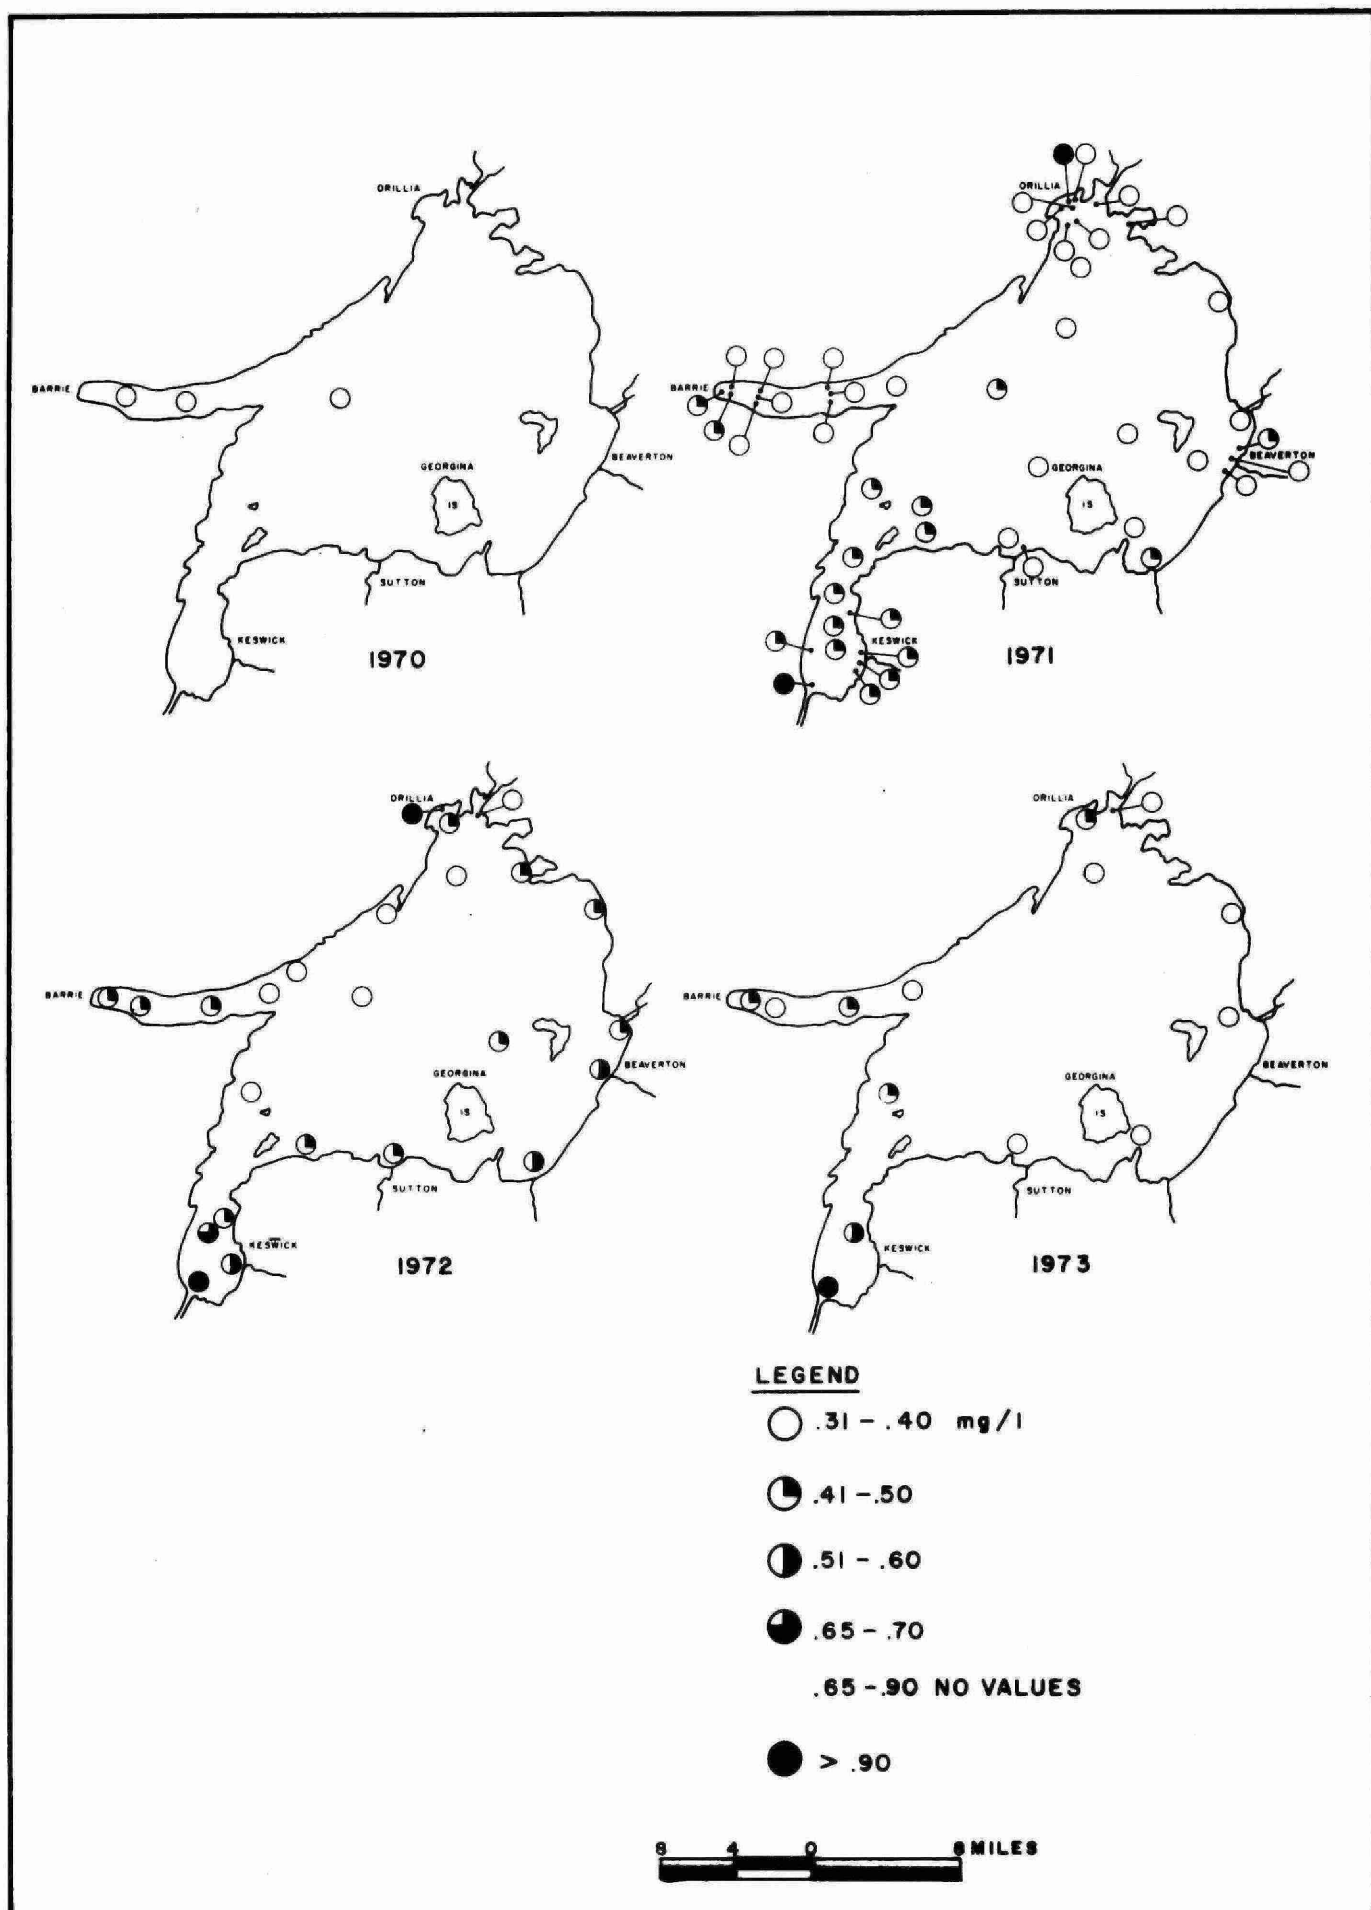 ORILLIA
BARRIE
GEORGINA
IS
BEAVERTON
SUTTON
KESWICK
1970
ORILLIA
BARRIE
GEORGINA
IS
BEAVERTON
SUTTON
KESWICK
1971
ORILLIA
BARRIE
GEORGINA
IS
BEAVERTON
SUTTON
KESWICK
1972
ORILLIA
BARRIE
GEORGINA
IS
BEAVERTON
SUTTON
KESWICK
1973
LEGEND
.31 - .40 mg/l
.41 - .50
.51 - .60
.65 - .70
.65 - .90 NO VALUES
> .90
8 4 0 8 MILES